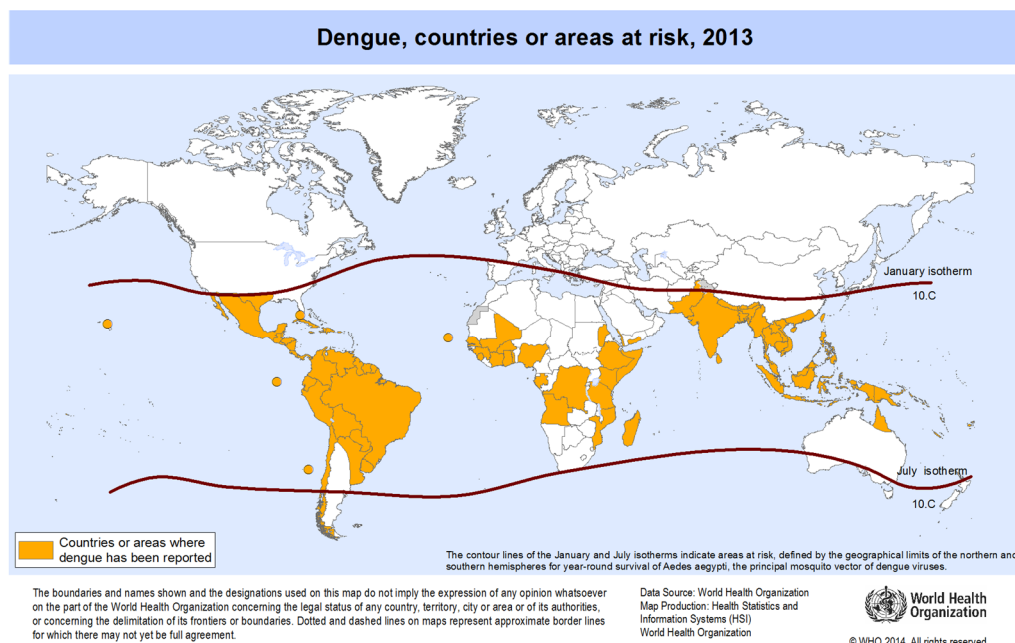 Dengue, countries or areas at risk, 2013
January isotherm
10.C
July isotherm
10.C
Countries or areas where
dengue has been reported
The contour lines of the January and July isotherms indicate areas at risk, defined by the geographical limits of the northern and
southern hemispheres for year-round survival of Aedes aegypti, the principal mosquito vector of dengue viruses.
The boundaries and names shown and the designations used on this map do not imply the expression of any opinion whatsoever
on the part of the World Health Organization concerning the legal status of any country, territory, city or area or of its authorities,
or concerning the delimitation of its frontiers or boundaries. Dotted and dashed lines on maps represent approximate border lines
for which there may not yet be full agreement.
Data Source: World Health Organization
Map Production: Health Statistics and
Information Systems (HSI)
World Health Organization
World Health
Organization
© WHO 2014. All rights reserved